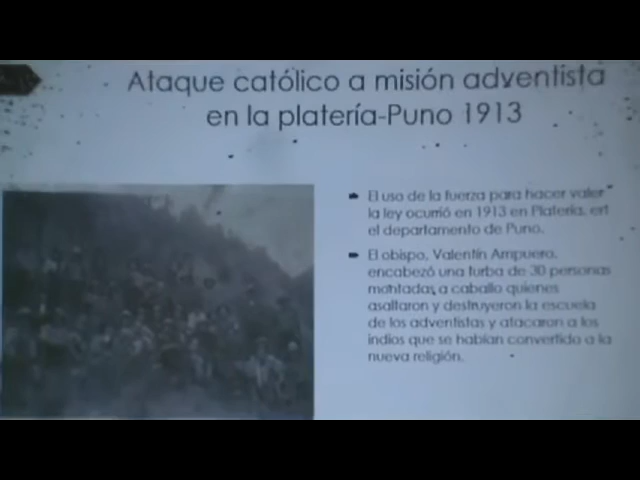 Ataque católico a misión adventista
en la platería-Puno 1913
El uso de la fuerza para hacer valer
la ley ocurrió en 1913 en Platería, en
el departamento de Puno.
El obispo, Valentín Ampuero,
encabezó una turba de 30 personas
montadas a caballo quienes
asaltaron y destruyeron la escuela
de los adventistas y atacaron a los
indios que se habían convertido a la
nueva religión.